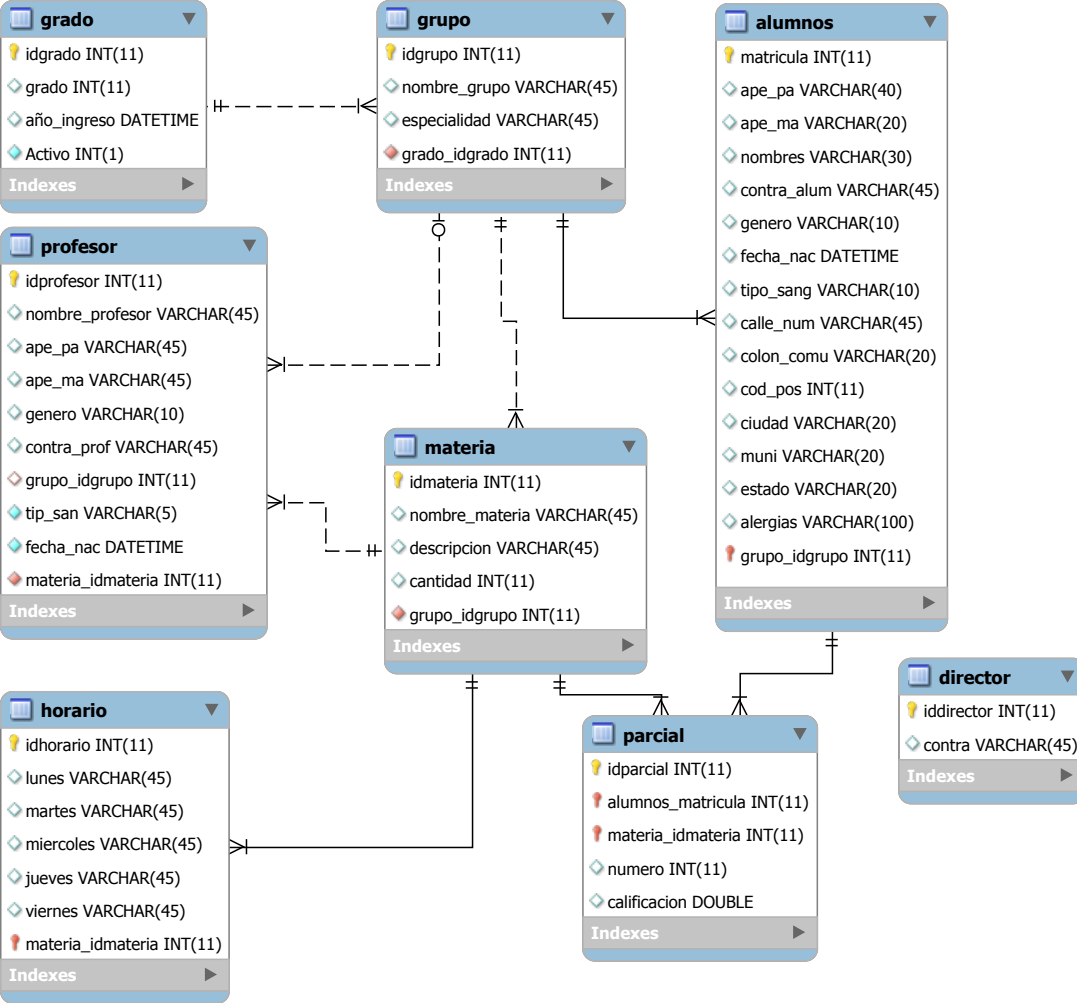 grado
idgrado INT(11)
grado INT(11)
año_ingreso DATETIME
Activo INT(1)
Indexes
grupo
idgrupo INT(11)
nombre_grupo VARCHAR(45)
especialidad VARCHAR(45)
grado_idgrado INT(11)
Indexes
alumnos
matricula INT(11)
ape_pa VARCHAR(40)
ape_ma VARCHAR(20)
nombres VARCHAR(30)
contra_alum VARCHAR(45)
genero VARCHAR(10)
fecha_nac DATETIME
tipo_sang VARCHAR(10)
calle_num VARCHAR(45)
colon_comu VARCHAR(20)
cod_pos INT(11)
ciudad VARCHAR(20)
muni VARCHAR(20)
estado VARCHAR(20)
alergias VARCHAR(100)
grupo_idgrupo INT(11)
Indexes
profesor
idprofesor INT(11)
nombre_profesor VARCHAR(45)
ape_pa VARCHAR(45)
ape_ma VARCHAR(45)
genero VARCHAR(10)
contra_prof VARCHAR(45)
grupo_idgrupo INT(11)
tip_san VARCHAR(5)
fecha_nac DATETIME
materia_idmateria INT(11)
Indexes
materia
idmateria INT(11)
nombre_materia VARCHAR(45)
descripcion VARCHAR(45)
cantidad INT(11)
grupo_idgrupo INT(11)
Indexes
horario
idhorario INT(11)
lunes VARCHAR(45)
martes VARCHAR(45)
miercoles VARCHAR(45)
jueves VARCHAR(45)
viernes VARCHAR(45)
materia_idmateria INT(11)
Indexes
parcial
idparcial INT(11)
alumnos_matricula INT(11)
materia_idmateria INT(11)
numero INT(11)
calificacion DOUBLE
Indexes
director
iddirector INT(11)
contra VARCHAR(45)
Indexes